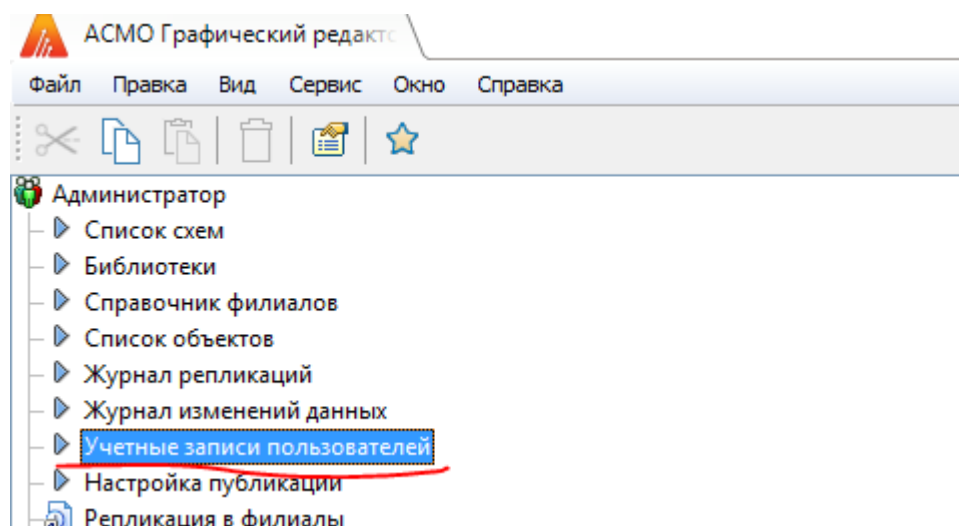 АСМО Графический редакто
Файл Правка Вид Сервис Окно Справка
Администратор
Список схем
Библиотеки
Справочник филиалов
Список объектов
Журнал репликаций
Журнал изменений данных
Учетные записи пользователей
Настройка публикации
Репликация в филиалы